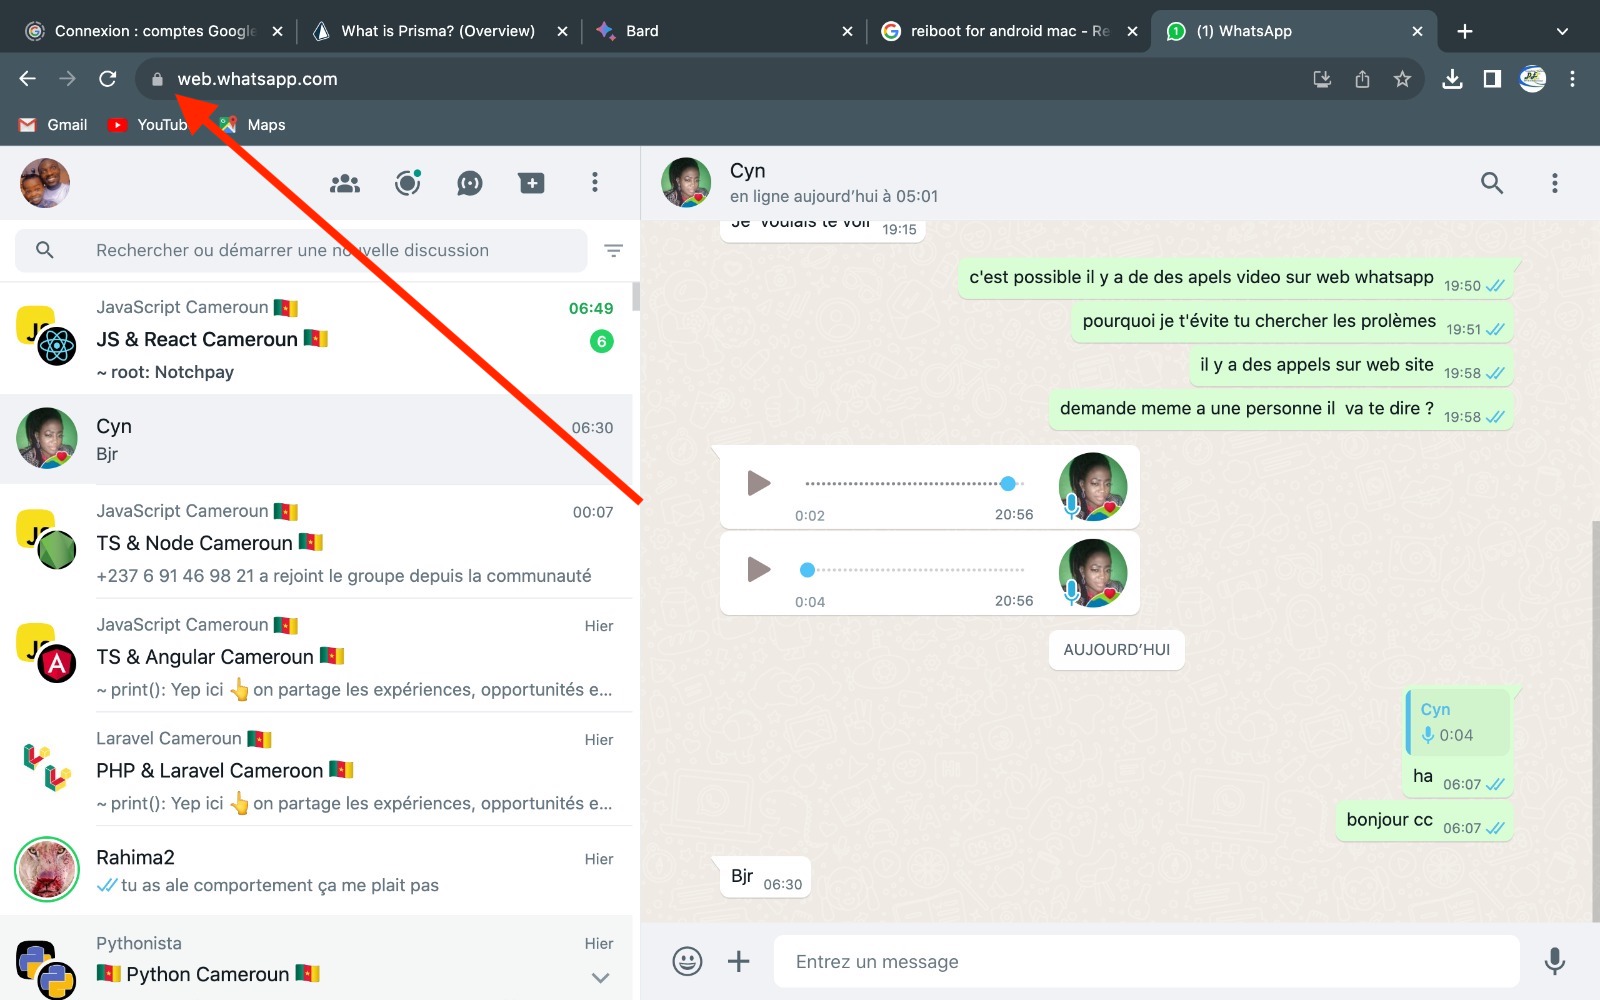 Connexion : comptes Google
What is Prisma? (Overview)
Bard
reiboot for android mac - Re
(1) WhatsApp
web.whatsapp.com
Gmail
YouTub
Maps
Cyn
en ligne aujourd'hui à 05:01
Rechercher ou démarrer une nouvelle discussion
JavaScript Cameroun 🇨🇲 06:49
JS & React Cameroun 🇨🇲 6
~ root: Notchpay
Cyn 06:30
Bjr
JavaScript Cameroun 🇨🇲 00:07
TS & Node Cameroun 🇨🇲
+237 6 91 46 98 21 a rejoint le groupe depuis la communauté
JavaScript Cameroun 🇨🇲 Hier
TS & Angular Cameroun 🇨🇲
~ print(): Yep ici 👆 on partage les expériences, opportunités e...
Laravel Cameroun 🇨🇲 Hier
PHP & Laravel Cameroon 🇨🇲
~ print(): Yep ici 👆 on partage les expériences, opportunités e...
Rahima2 Hier
tu as ale comportement ça me plait pas
Pythonista Hier
🇨🇲 Python Cameroun 🇨🇲
Je voulais te voir 19:15
c'est possible il y a de des apels video sur web whatsapp 19:50
pourquoi je t'évite tu chercher les prolèmes 19:51
il y a des appels sur web site 19:58
demande meme a une personne il va te dire ? 19:58
0:02 20:56
0:04 20:56
AUJOURD'HUI
Cyn
0:04
ha 06:07
bonjour cc 06:07
Bjr 06:30
Entrez un message